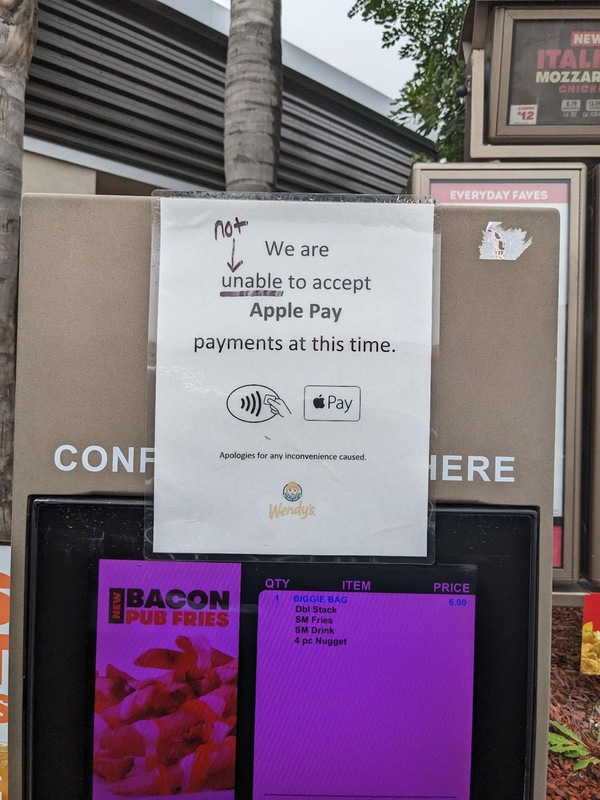 NEW
ITAL
MOZZAR
CHICK
$12
EVERYDAY FAVES
not
We are
unable to accept
Apple Pay
payments at this time.
Pay
Apologies for any inconvenience caused.
Wendy's
CONF HERE
NEW BACON
PUB FRIES
QTY ITEM PRICE
1 BIGGIE BAG 6.00
Dbl Stack
SM Fries
SM Drink
4 pc Nugget